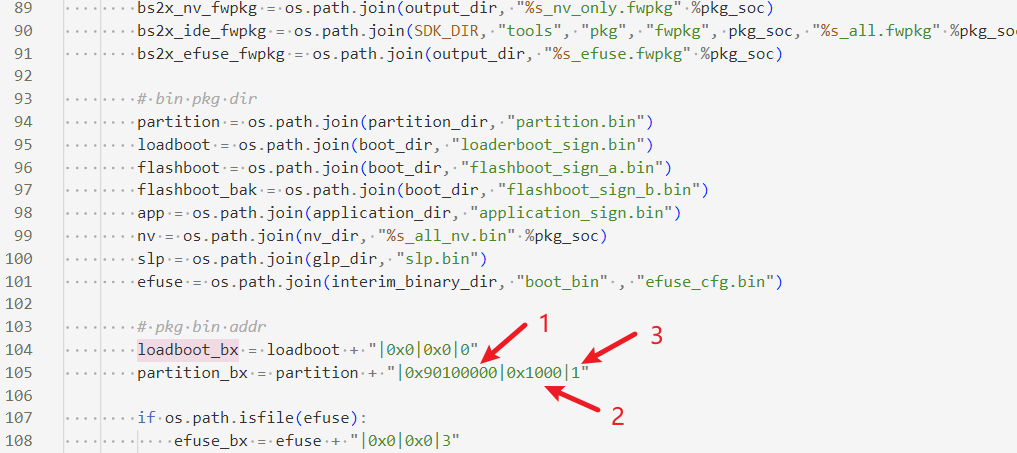 89 bs2x_nv_fwpkg = os.path.join(output_dir, "%s_nv_only.fwpkg" %pkg_soc)
90 bs2x_ide_fwpkg = os.path.join(SDK_DIR, "tools", "pkg", "fwpkg", pkg_soc, "%s_all.fwpkg" %pkg_soc
91 bs2x_efuse_fwpkg = os.path.join(output_dir, "%s_efuse.fwpkg" %pkg_soc)
92
93 # bin pkg dir
94 partition = os.path.join(partition_dir, "partition.bin")
95 loadboot = os.path.join(boot_dir, "loaderboot_sign.bin")
96 flashboot = os.path.join(boot_dir, "flashboot_sign_a.bin")
97 flashboot_bak = os.path.join(boot_dir, "flashboot_sign_b.bin")
98 app = os.path.join(application_dir, "application_sign.bin")
99 nv = os.path.join(nv_dir, "%s_all_nv.bin" %pkg_soc)
100 slp = os.path.join(glp_dir, "slp.bin")
101 efuse = os.path.join(interim_binary_dir, "boot_bin" , "efuse_cfg.bin")
102
103 # pkg bin addr
1
104 loadboot_bx = loadboot + "|0x0|0x0|0"
3
105 partition_bx = partition + "|0x90100000|0x1000|1"
106
2
107 if os.path.isfile(efuse):
108 efuse_bx = efuse + "|0x0|0x0|3"